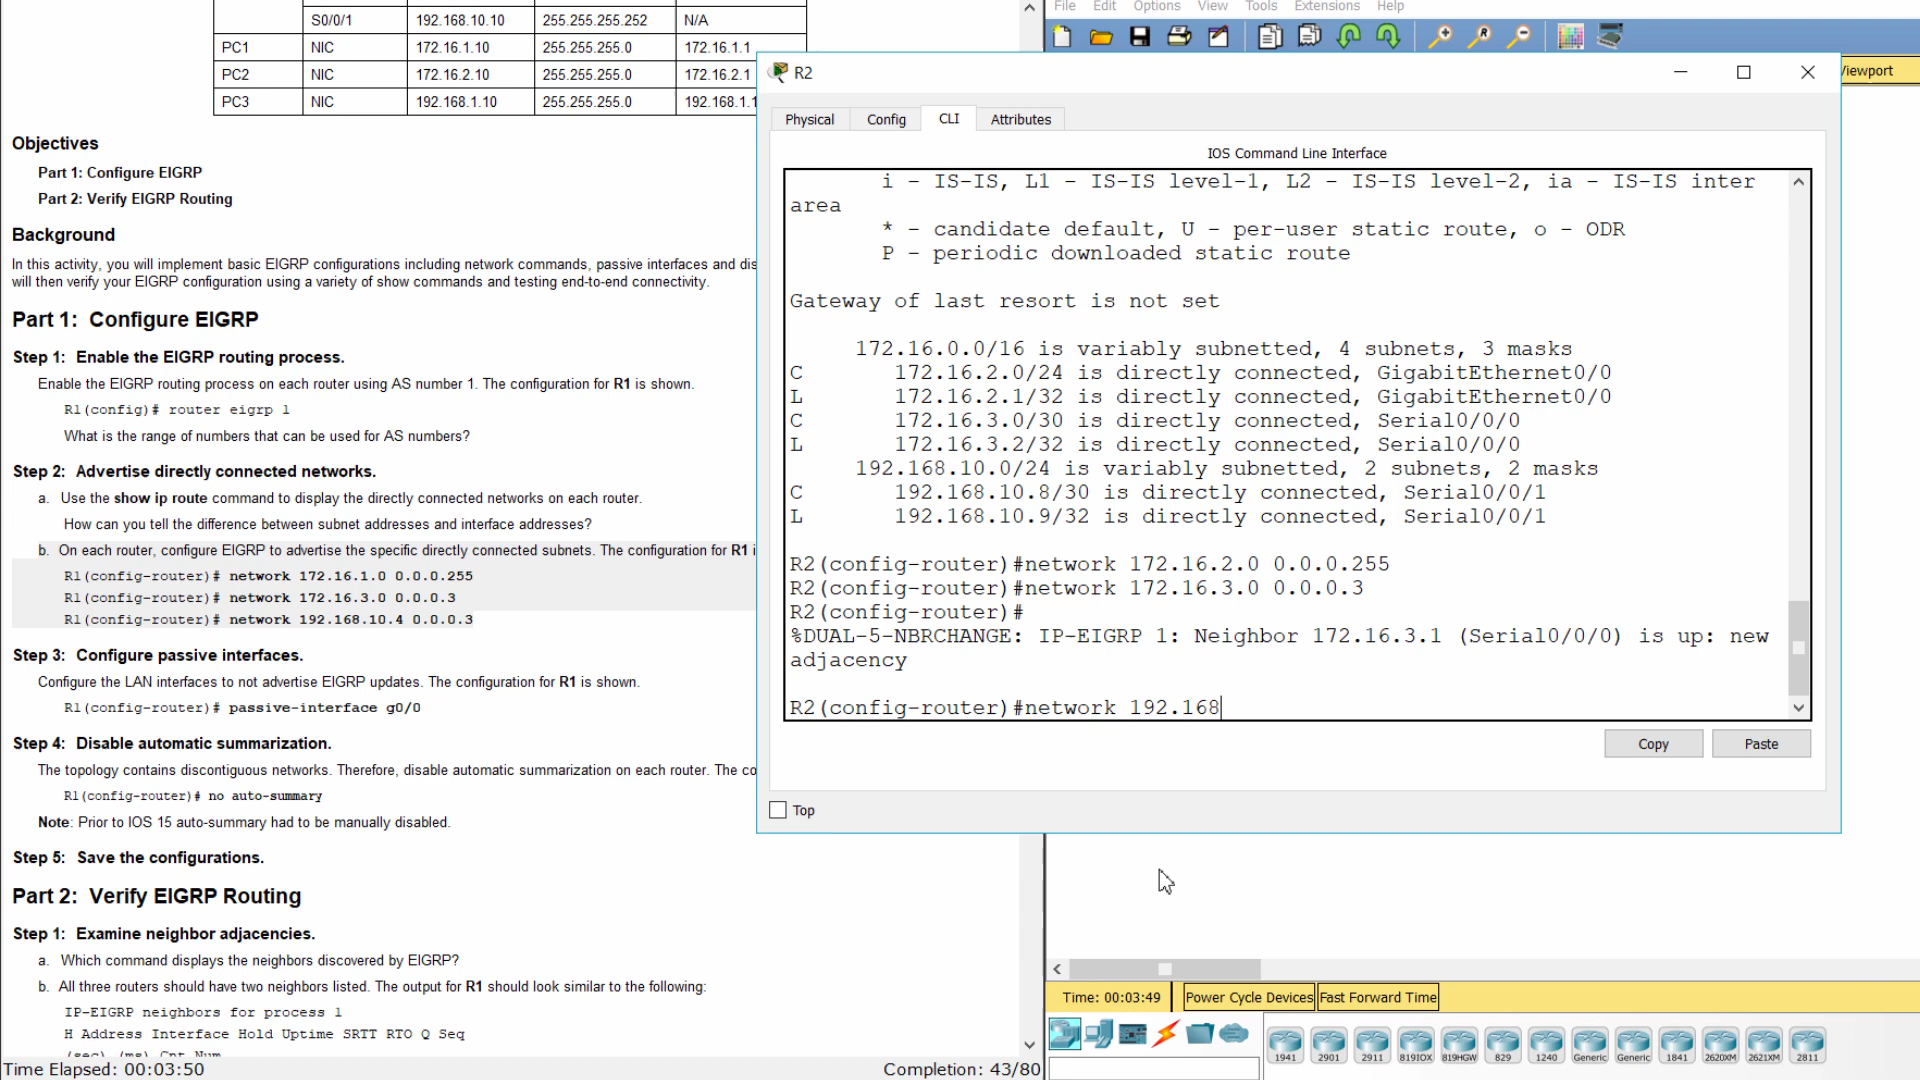 S0/0/1 192.168.10.10 255.255.255.252 N/A
PC1 NIC 172.16.1.10 255.255.255.0 172.16.1.1
PC2 NIC 172.16.2.10 255.255.255.0 172.16.2.1
PC3 NIC 192.168.1.10 255.255.255.0 192.168.1.1
Objectives
Part 1: Configure EIGRP
Part 2: Verify EIGRP Routing
Background
In this activity, you will implement basic EIGRP configurations including network commands, passive interfaces and dis
will then verify your EIGRP configuration using a variety of show commands and testing end-to-end connectivity.
Part 1: Configure EIGRP
Step 1: Enable the EIGRP routing process.
Enable the EIGRP routing process on each router using AS number 1. The configuration for R1 is shown.
R1(config)# router eigrp 1
What is the range of numbers that can be used for AS numbers?
Step 2: Advertise directly connected networks.
a. Use the show ip route command to display the directly connected networks on each router.
How can you tell the difference between subnet addresses and interface addresses?
b. On each router, configure EIGRP to advertise the specific directly connected subnets. The configuration for R1 i
R1(config-router)# network 172.16.1.0 0.0.0.255
R1(config-router)# network 172.16.3.0 0.0.0.3
R1(config-router)# network 192.168.10.4 0.0.0.3
Step 3: Configure passive interfaces.
Configure the LAN interfaces to not advertise EIGRP updates. The configuration for R1 is shown.
R1(config-router)# passive-interface g0/0
Step 4: Disable automatic summarization.
The topology contains discontiguous networks. Therefore, disable automatic summarization on each router. The co
R1(config-router)# no auto-summary
Note: Prior to IOS 15 auto-summary had to be manually disabled.
Step 5: Save the configurations.
Part 2: Verify EIGRP Routing
Step 1: Examine neighbor adjacencies.
a. Which command displays the neighbors discovered by EIGRP?
b. All three routers should have two neighbors listed. The output for R1 should look similar to the following:
IP-EIGRP neighbors for process 1
H Address Interface Hold Uptime SRTT RTO Q Seq
(sec) (ms) Cnt Num
Time Elapsed: 00:03:50 Completion: 43/80
File Edit Options View Tools Extensions Help
Viewport
R2
Physical Config CLI Attributes
IOS Command Line Interface
i - IS-IS, L1 - IS-IS level-1, L2 - IS-IS level-2, ia - IS-IS inter
area
* - candidate default, U - per-user static route, o - ODR
P - periodic downloaded static route
Gateway of last resort is not set
172.16.0.0/16 is variably subnetted, 4 subnets, 3 masks
C 172.16.2.0/24 is directly connected, GigabitEthernet0/0
L 172.16.2.1/32 is directly connected, GigabitEthernet0/0
C 172.16.3.0/30 is directly connected, Serial0/0/0
L 172.16.3.2/32 is directly connected, Serial0/0/0
192.168.10.0/24 is variably subnetted, 2 subnets, 2 masks
C 192.168.10.8/30 is directly connected, Serial0/0/1
L 192.168.10.9/32 is directly connected, Serial0/0/1
R2(config-router)#network 172.16.2.0 0.0.0.255
R2(config-router)#network 172.16.3.0 0.0.0.3
R2(config-router)#
%DUAL-5-NBRCHANGE: IP-EIGRP 1: Neighbor 172.16.3.1 (Serial0/0/0) is up: new
adjacency
R2(config-router)#network 192.168
Copy Paste
Top
Time: 00:03:49 Power Cycle Devices Fast Forward Time
1941 2901 2911 819IOX 819HGW 829 1240 Generic Generic 1841 2620XM 2621XM 2811